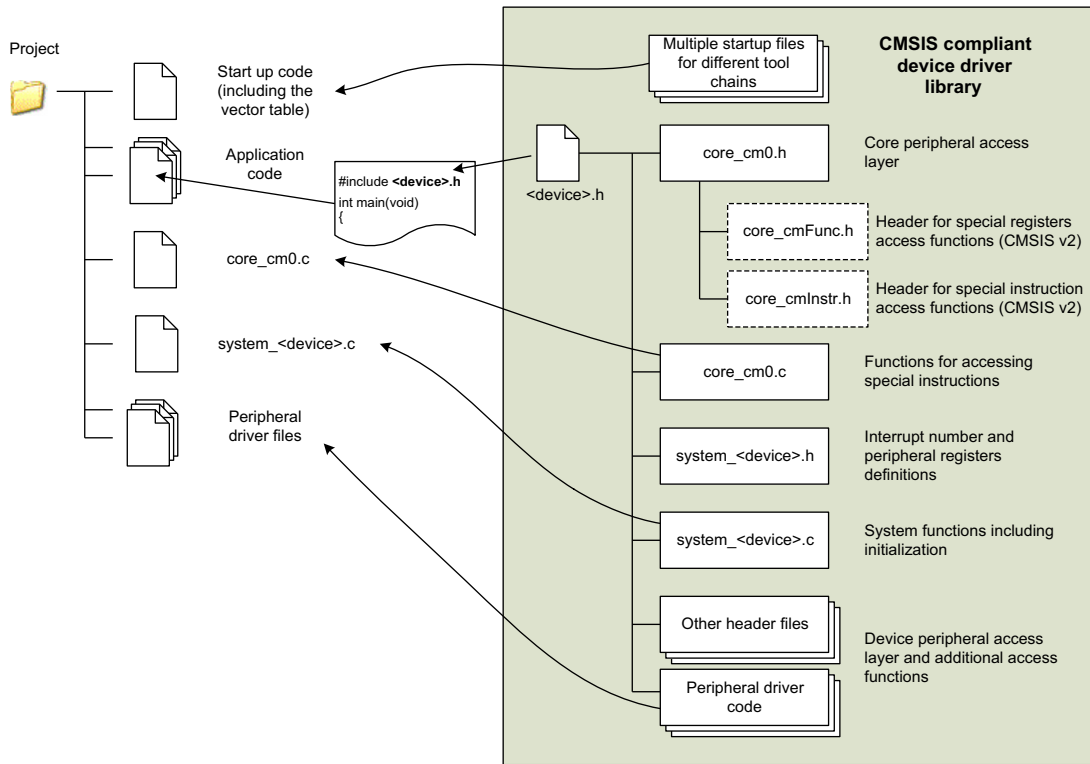 Project
Start up code
(including the
vector table)
Application
code
core_cm0.c
system_<device>.c
Peripheral
driver files
#include <device>.h
int main(void)
{
<device>.h
Multiple startup files
for different tool
chains
CMSIS compliant
device driver
library
core_cm0.h
Core peripheral access
layer
core_cmFunc.h
Header for special registers
access functions (CMSIS v2)
core_cmInstr.h
Header for special instruction
access functions (CMSIS v2)
core_cm0.c
Functions for accessing
special instructions
system_<device>.h
Interrupt number and
peripheral registers
definitions
system_<device>.c
System functions including
initialization
Other header files
Peripheral driver
code
Device peripheral access
layer and additional access
functions